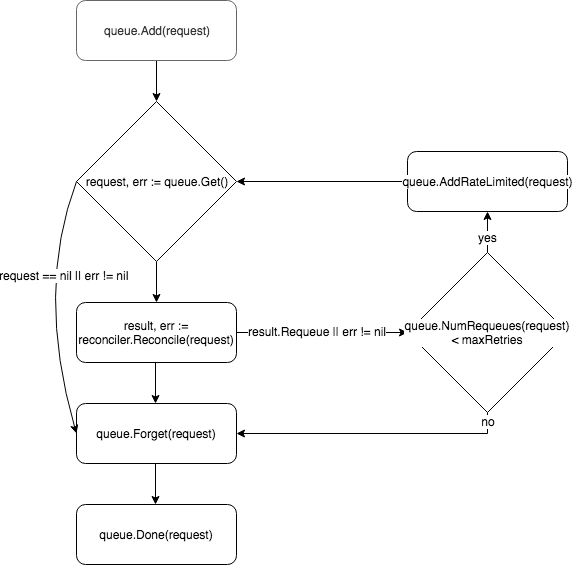 queue.Add(request)
request, err := queue.Get()
queue.AddRateLimited(request)
yes
request == nil || err != nil
result, err :=
reconciler.Reconcile(request)
result.Requeue || err != nil
queue.NumRequeues(request)
< maxRetries
no
queue.Forget(request)
queue.Done(request)